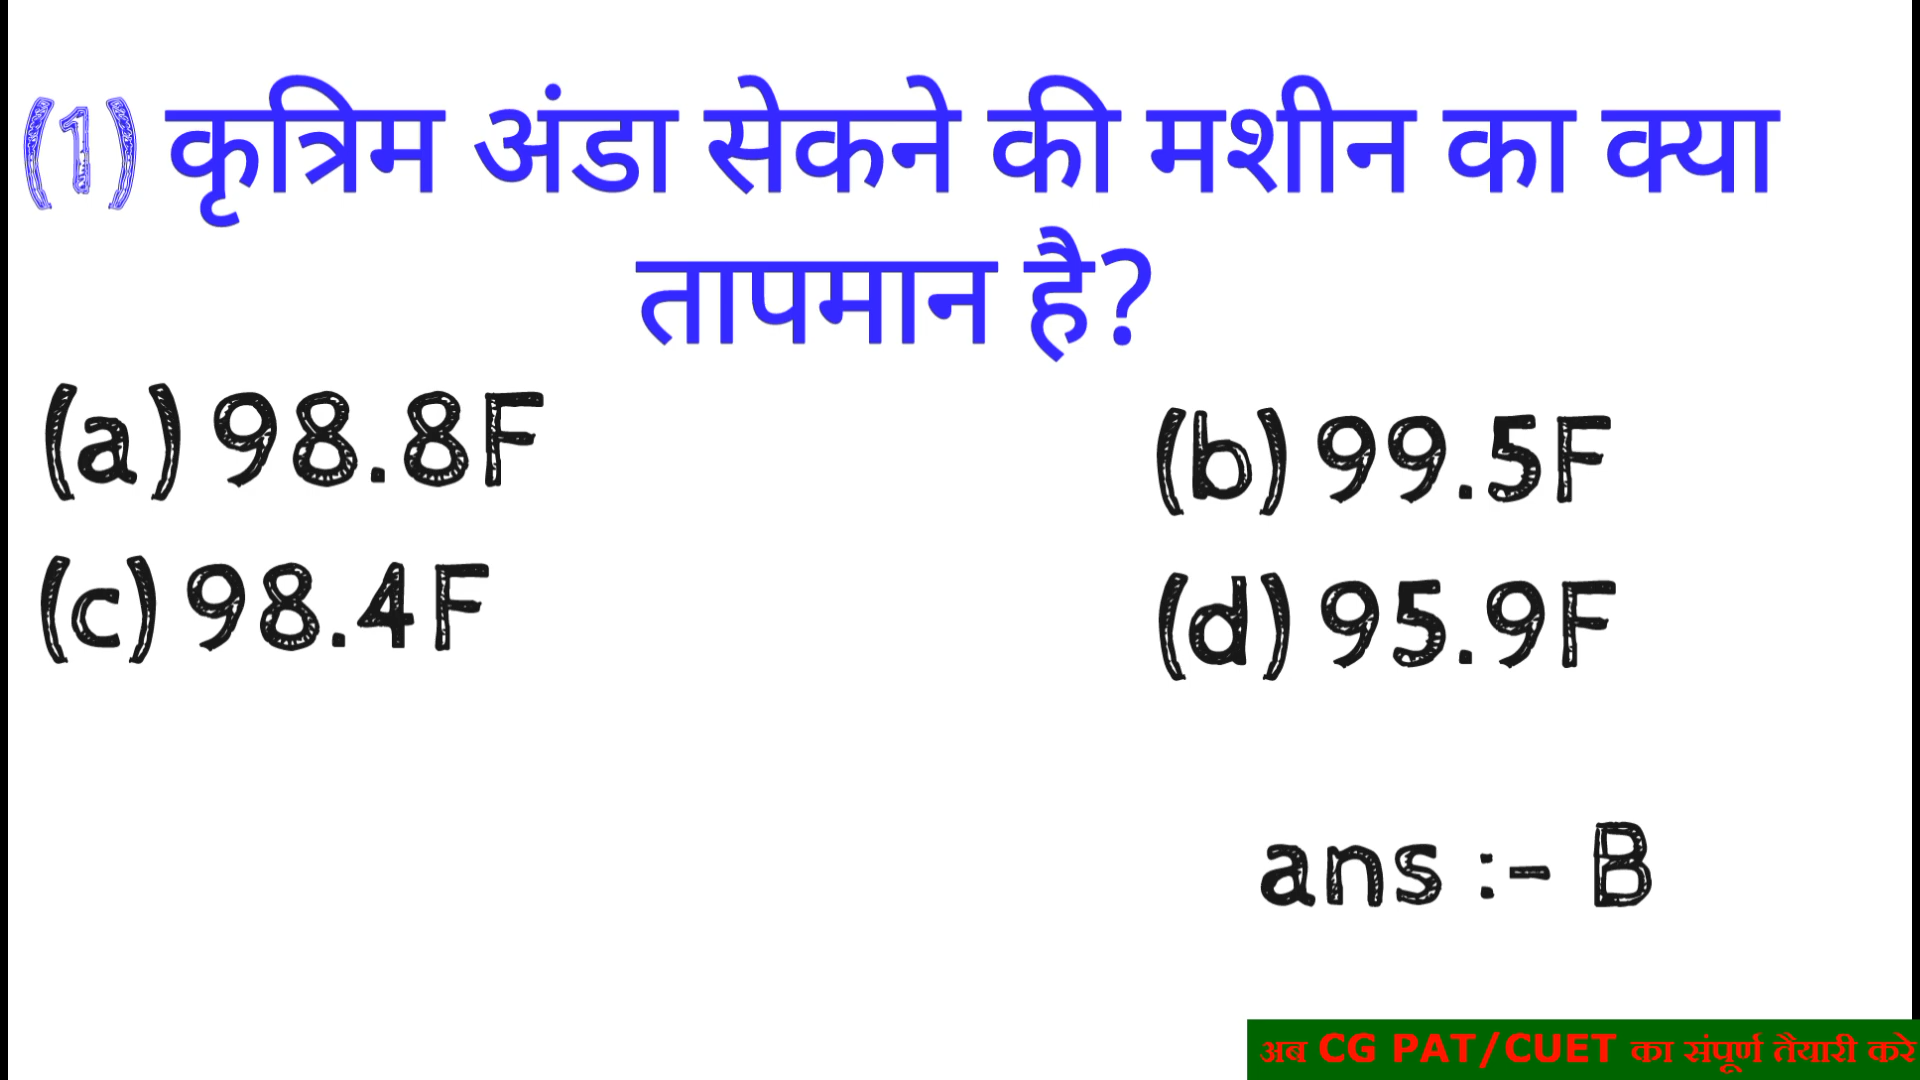 (1) कृत्रिम अंडा सेकने की मशीन का क्या
तापमान है?
(a) 98.8F
(b) 99.5F
(c) 98.4F
(d) 95.9F
ans :- B
अब CG PAT/CUET का संपूर्ण तैयारी करे